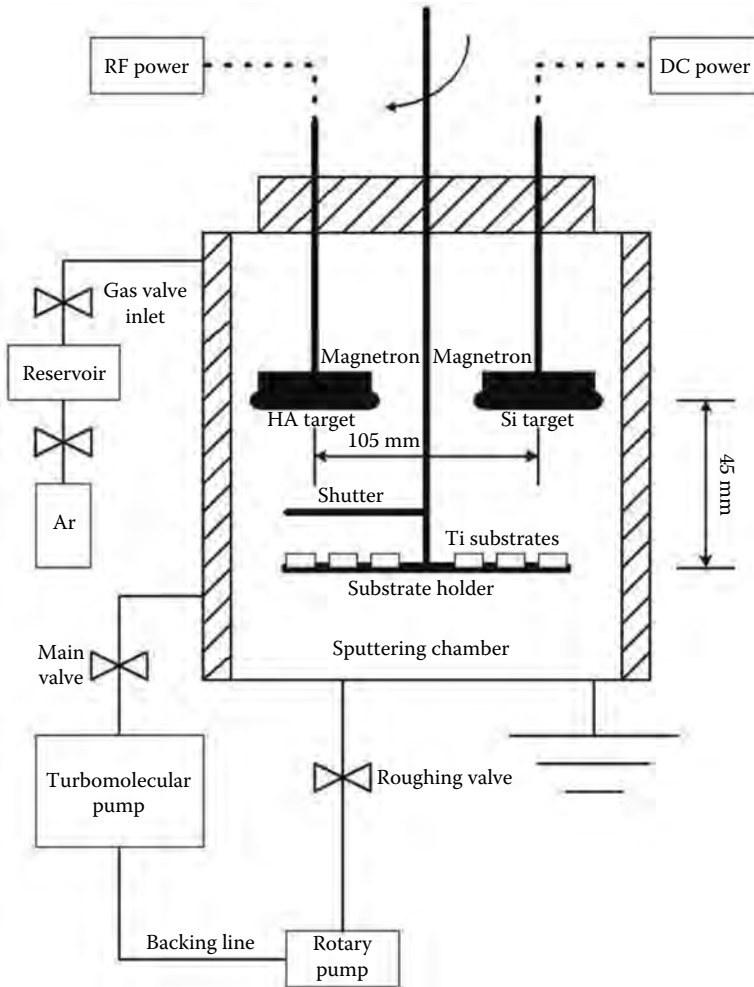 RF power
DC power
Gas valve
inlet
Reservoir
Ar
Magnetron
Magnetron
HA target
Si target
105 mm
45 mm
Shutter
Ti substrates
Substrate holder
Sputtering chamber
Main
valve
Turbomolecular
pump
Roughing valve
Backing line
Rotary
pump